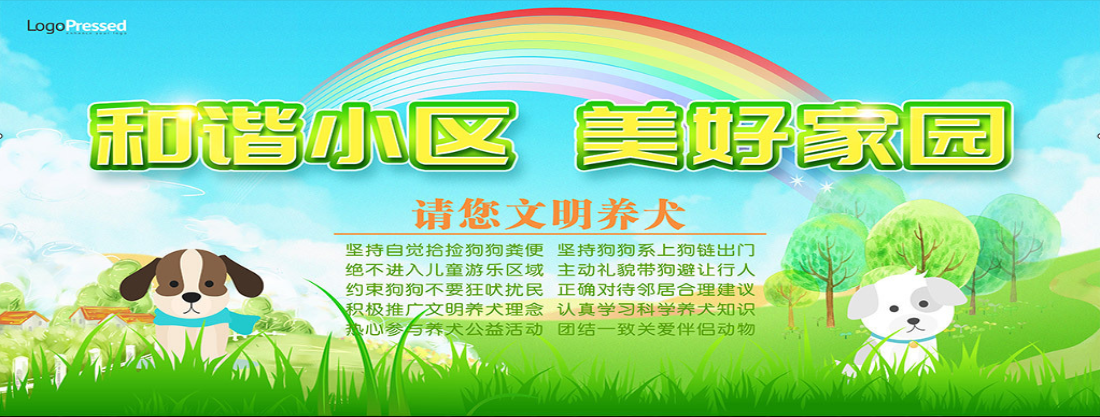 LogoPressed
和谐小区 美好家园
请您文明养犬
坚持自觉拾捡狗狗粪便 坚持狗狗系上狗链出门
绝不进入儿童游乐区域 主动礼貌带狗避让行人
约束狗狗不要狂吠扰民 正确对待邻居合理建议
积极推广文明养犬理念 认真学习科学养犬知识
热心参与养犬公益活动 团结一致关爱伴侣动物